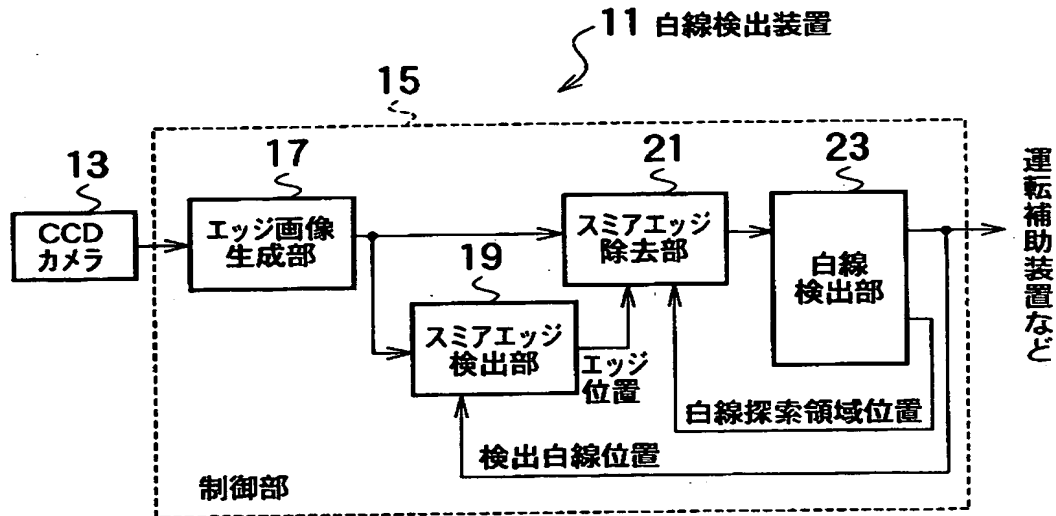 11 白線検出装置
15
13
CCD
カメラ
17
エッジ画像
生成部
19
スミアエッジ
検出部
エッジ
位置
21
スミアエッジ
除去部
23
白線
検出部
白線探索領域位置
検出白線位置
制御部
運転補助装置など